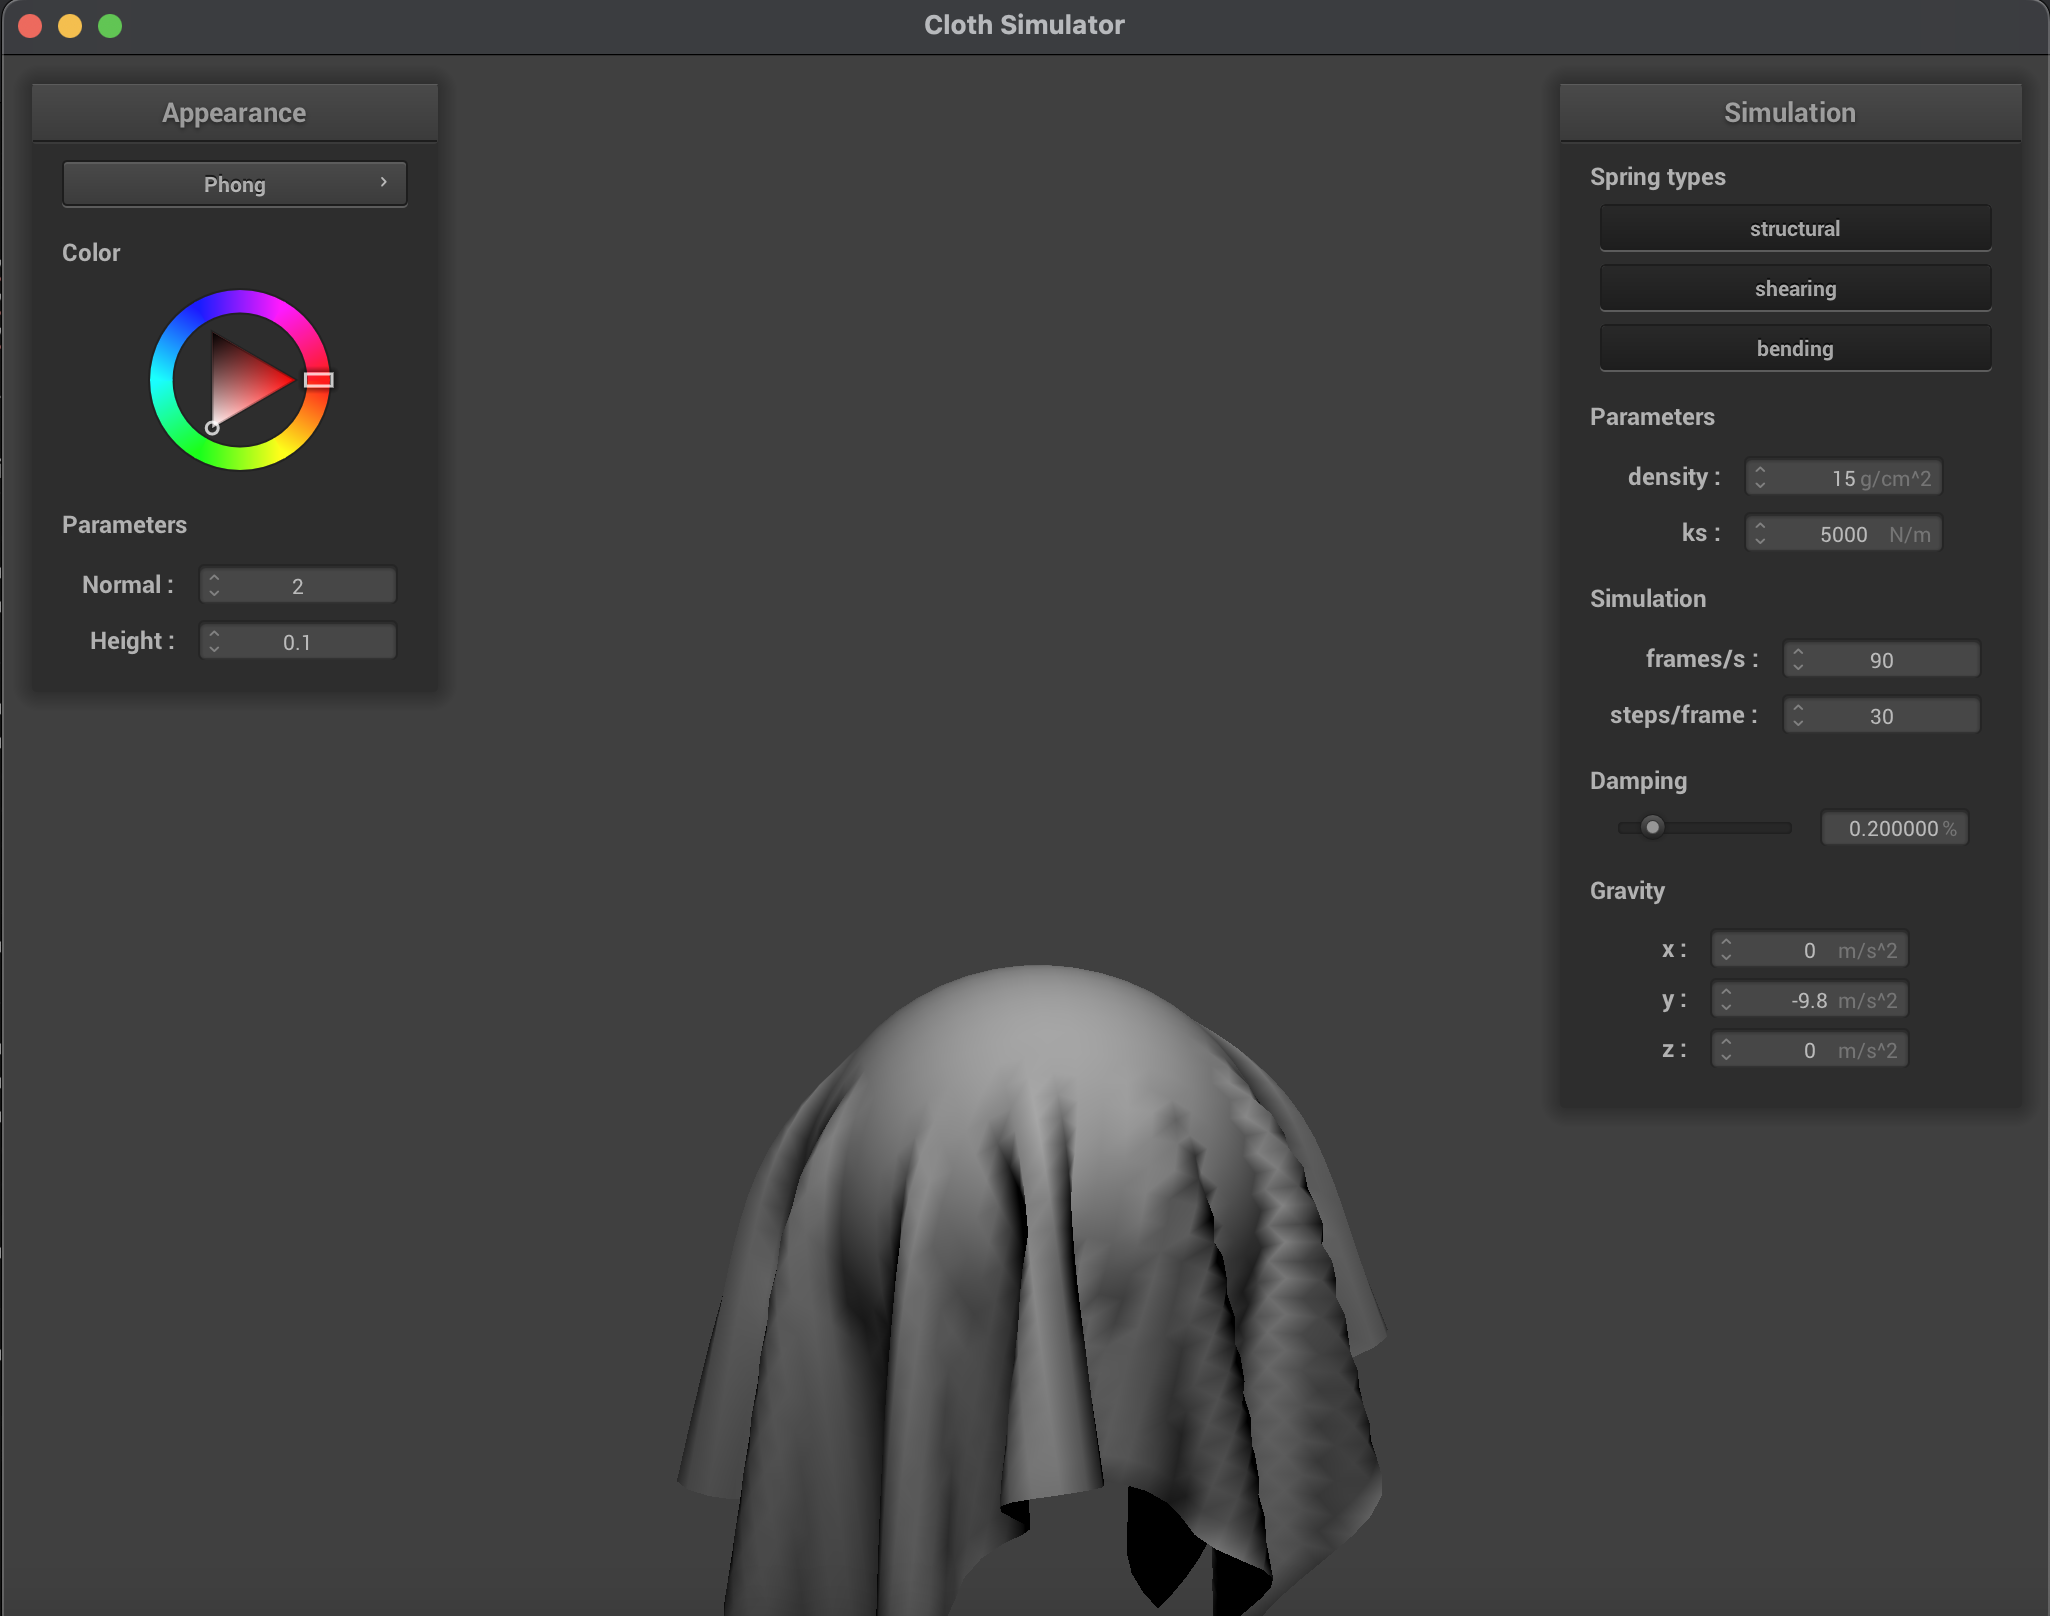 Cloth Simulator
Appearance
Phong
Color
Parameters
Normal : 2
Height : 0.1
Simulation
Spring types
structural
shearing
bending
Parameters
density : 15 g/cm^2
ks : 5000 N/m
Simulation
frames/s : 90
steps/frame : 30
Damping
0.200000 %
Gravity
x : 0 m/s^2
y : -9.8 m/s^2
z : 0 m/s^2